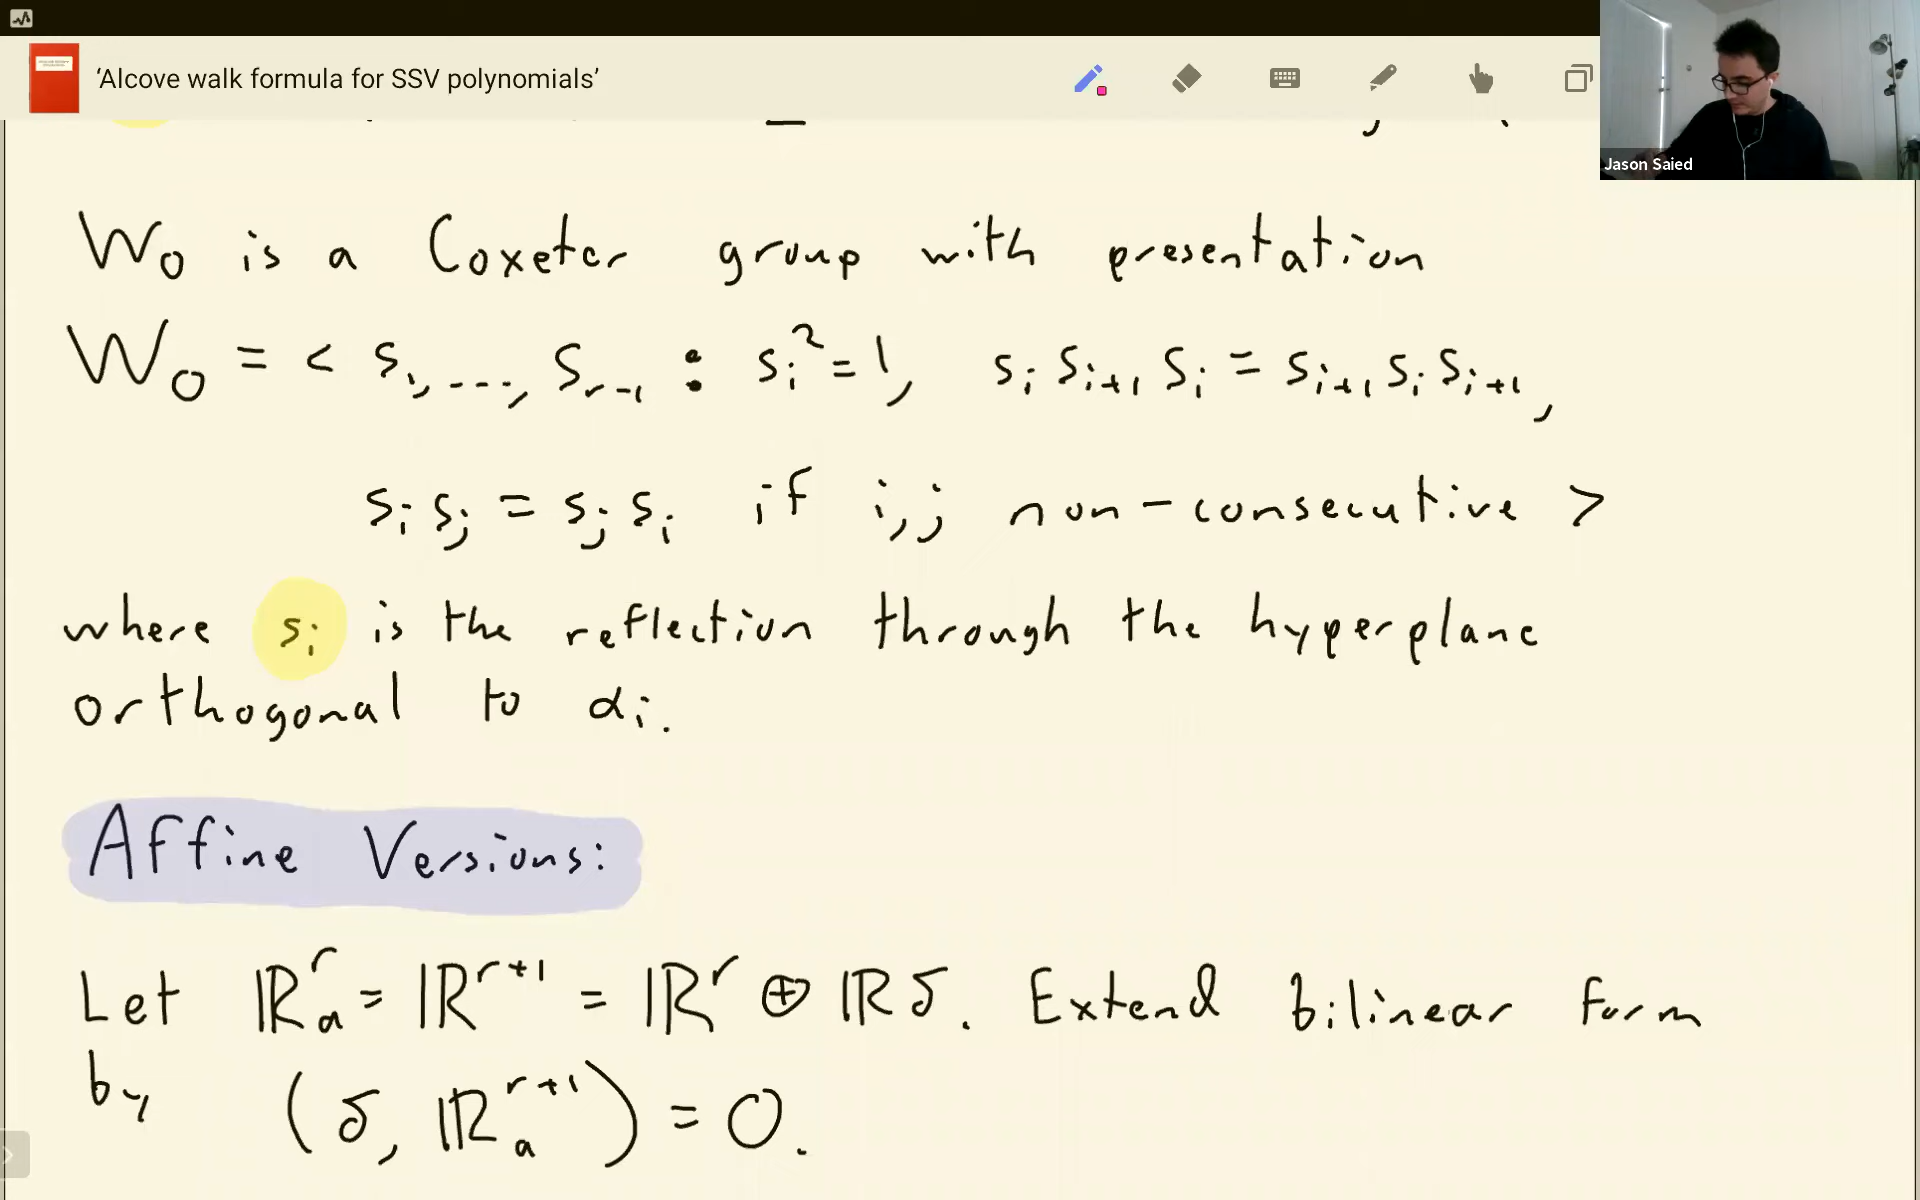 'Alcove walk formula for SSV polynomials'
Jason Saied
W₀ is a Coxeter group with presentation
W₀ = < s₁, ---, s_{r-1} : s_i² = 1, s_i s_{i+1} s_i = s_{i+1} s_i s_{i+1},
s_i s_j = s_j s_i if i,j non-consecutive >
where s_i is the reflection through the hyperplane
orthogonal to α_i.
Affine Versions:
Let ℝ_a^r = ℝ^{r+1} = ℝ^r ⊕ ℝδ. Extend bilinear form
by (δ, ℝ_a^{r+1}) = 0.